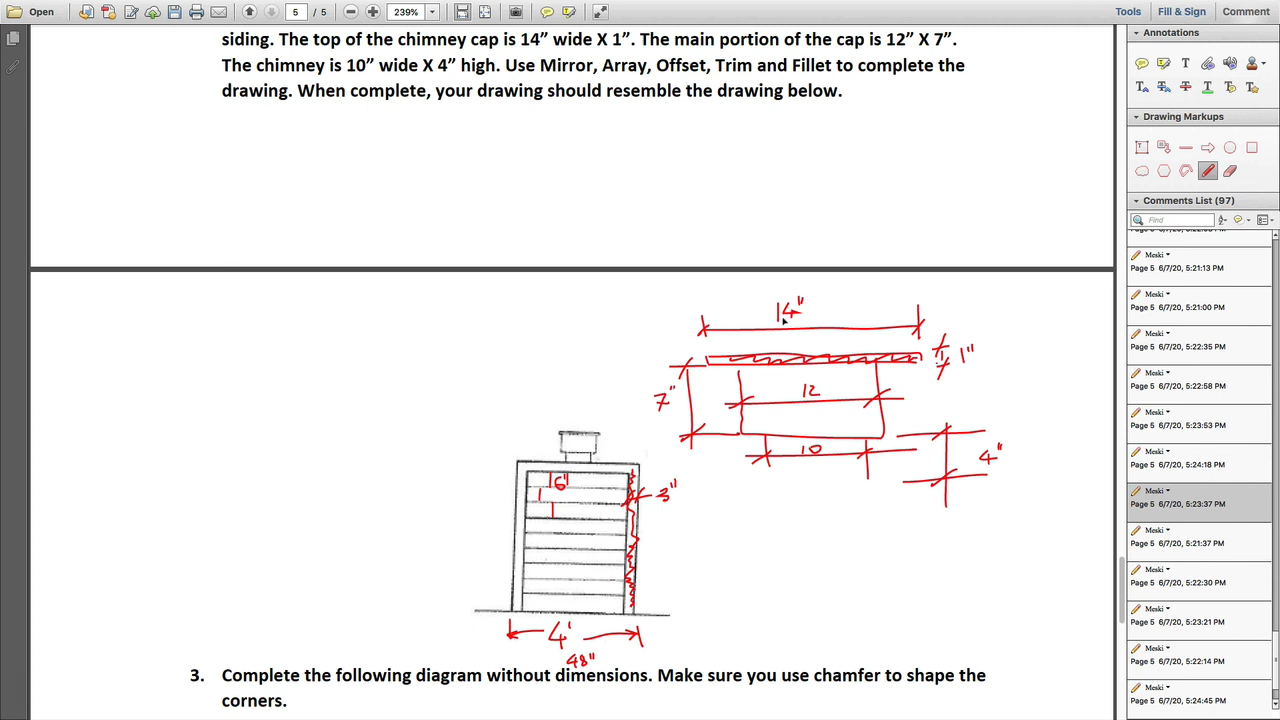 Open
5 / 5
239%
Tools
Fill & Sign
Comment
siding. The top of the chimney cap is 14” wide X 1”. The main portion of the cap is 12” X 7”.
The chimney is 10” wide X 4” high. Use Mirror, Array, Offset, Trim and Fillet to complete the
drawing. When complete, your drawing should resemble the drawing below.
14"
1"
7"
12
10
4"
16"
3"
4'
48"
3. Complete the following diagram without dimensions. Make sure you use chamfer to shape the
corners.
Annotations
Drawing Markups
Comments List (97)
Find
Page 5 6/7/20, 5:22:08 PM
Meski
Page 5 6/7/20, 5:21:13 PM
Meski
Page 5 6/7/20, 5:21:00 PM
Meski
Page 5 6/7/20, 5:22:35 PM
Meski
Page 5 6/7/20, 5:22:58 PM
Meski
Page 5 6/7/20, 5:23:53 PM
Meski
Page 5 6/7/20, 5:24:18 PM
Meski
Page 5 6/7/20, 5:23:37 PM
Meski
Page 5 6/7/20, 5:21:37 PM
Meski
Page 5 6/7/20, 5:22:30 PM
Meski
Page 5 6/7/20, 5:23:21 PM
Meski
Page 5 6/7/20, 5:22:14 PM
Meski
Page 5 6/7/20, 5:24:45 PM